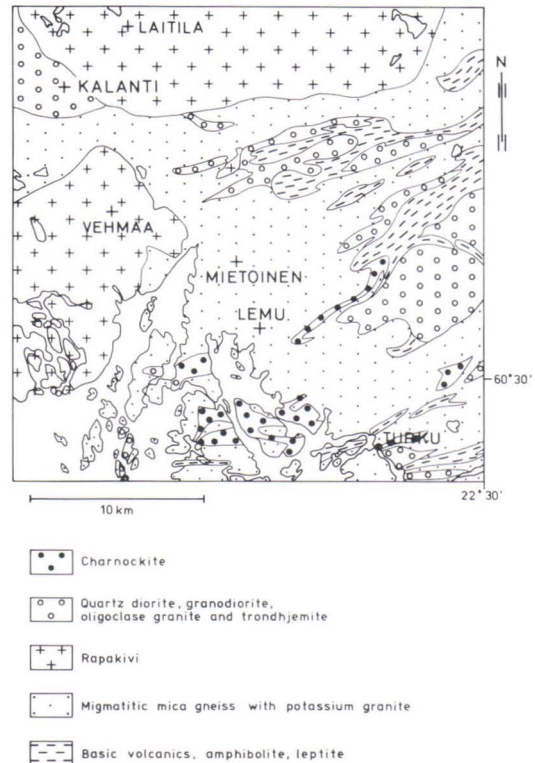 LAITILA
KALANTI
N
VEHMAA
MIETOINEN
LEMU
60°30'
TURKU
22°30'
10 km
Charnockite
Quartz diorite, granodiorite,
oligoclase granite and trondhjemite
Rapakivi
Migmatitic mica gneiss with potassium granite
Basic volcanics, amphibolite, leptite